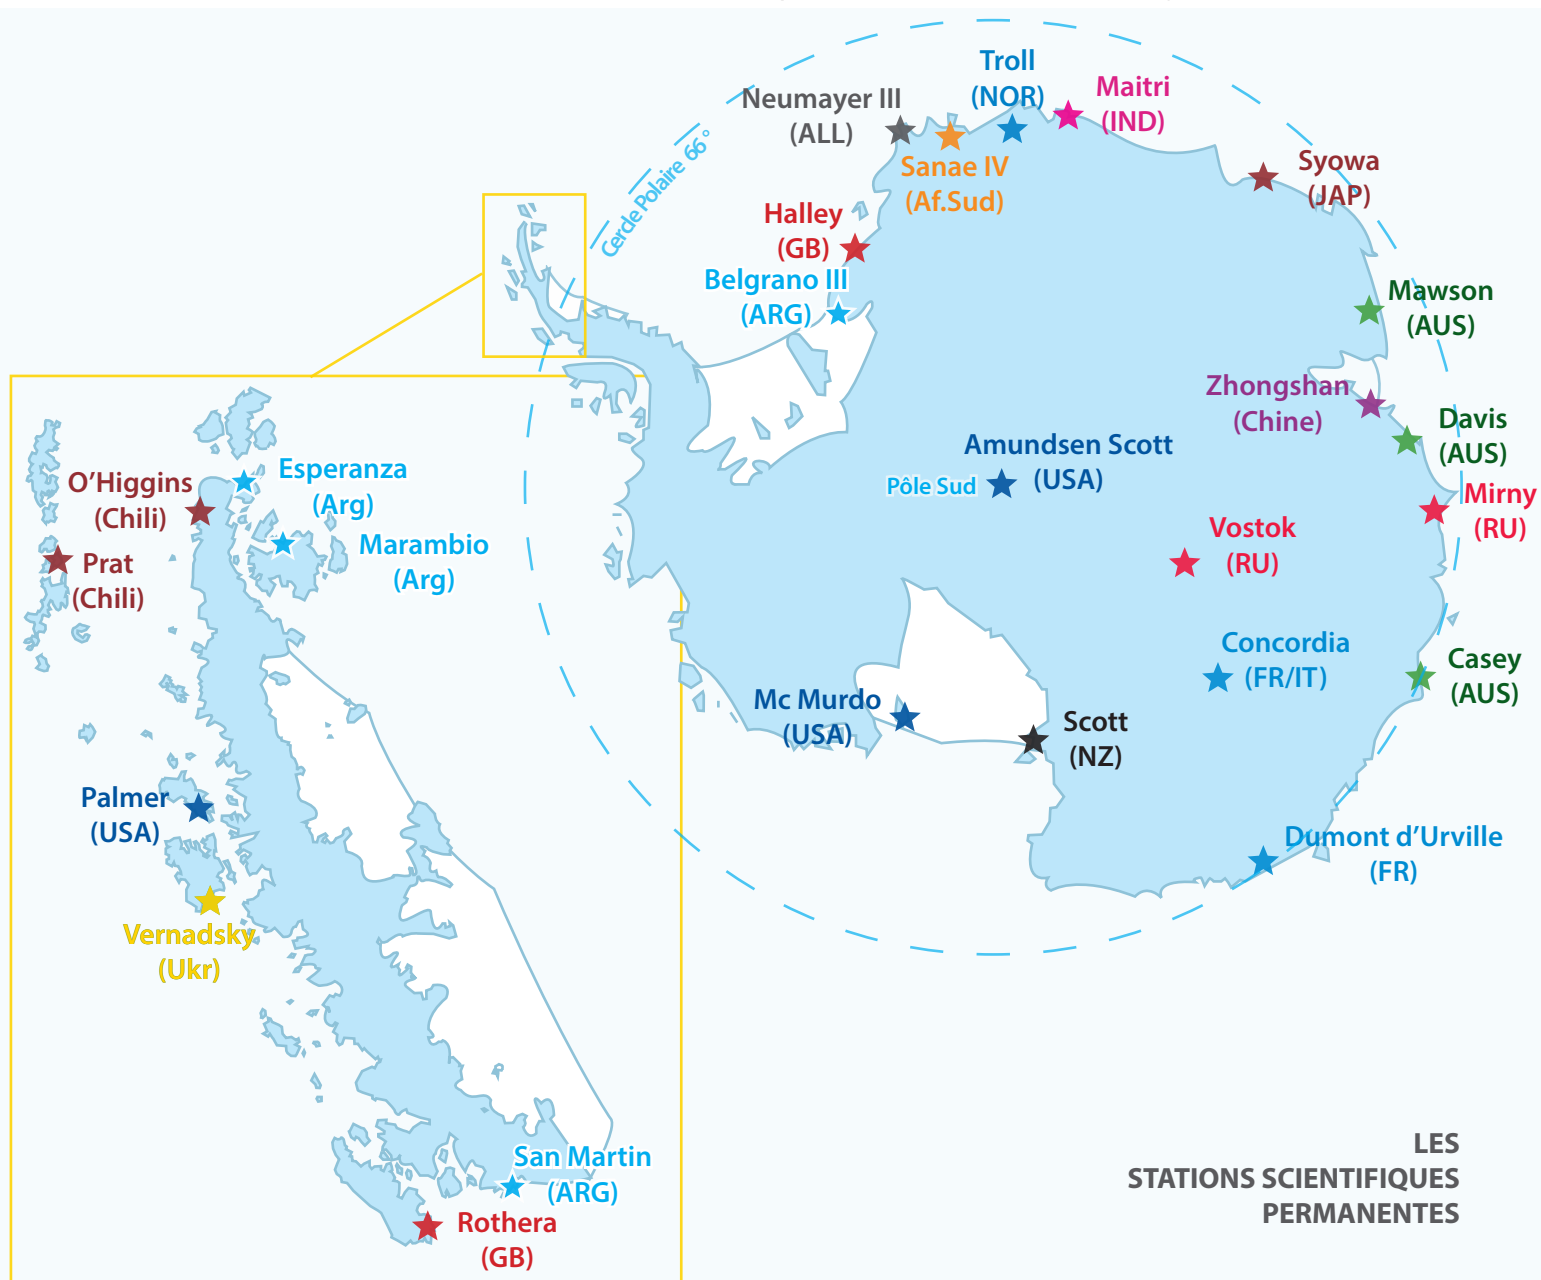 Troll
(NOR)
Maitri
(IND)
Neumayer III
(ALL)
Sanae IV
(Af.Sud)
Syowa
(JAP)
Cercle Polaire 66°
Halley
(GB)
Belgrano III
(ARG)
Mawson
(AUS)
Zhongshan
(Chine)
Davis
(AUS)
Amundsen Scott
(USA)
Pôle Sud
Mirny
(RU)
Vostok
(RU)
Concordia
(FR/IT)
Casey
(AUS)
Mc Murdo
(USA)
Scott
(NZ)
Dumont d'Urville
(FR)
O'Higgins
(Chili)
Esperanza
(Arg)
Prat
(Chili)
Marambio
(Arg)
Palmer
(USA)
Vernadsky
(Ukr)
San Martin
(ARG)
Rothera
(GB)
LES
STATIONS SCIENTIFIQUES
PERMANENTES